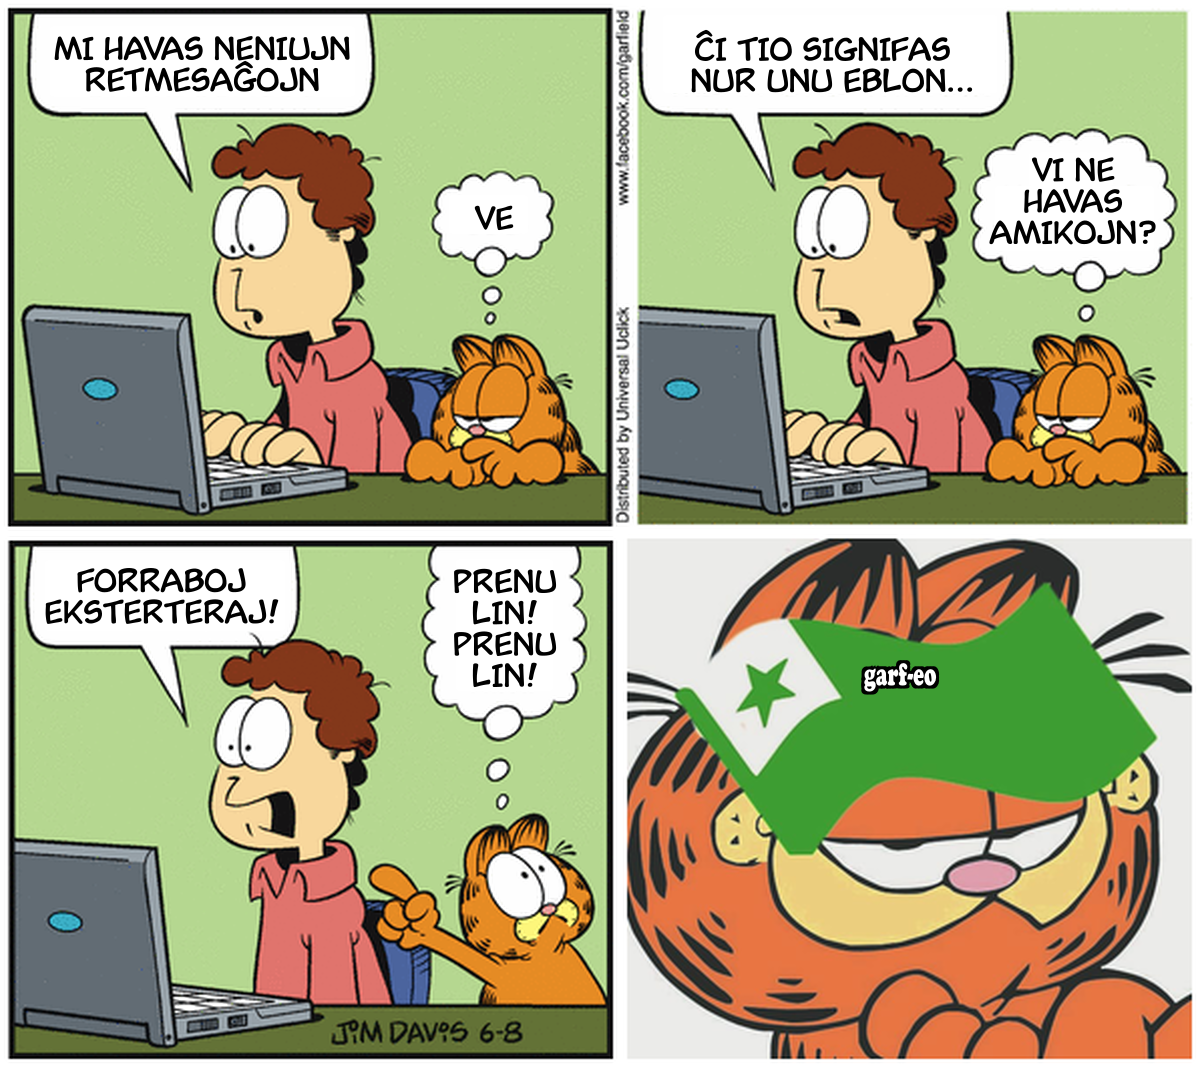 MI HAVAS NENIUJN
RETMESAĜOJN
VE
www.facebook.com/garfield
Distributed by Universal Uclick
ĈI TIO SIGNIFAS
NUR UNU EBLON...
VI NE
HAVAS
AMIKOJN?
FORRABOJ
EKSTERTERAJ!
PRENU
LIN!
PRENU
LIN!
JIM DAVIS 6-8
garf-eo